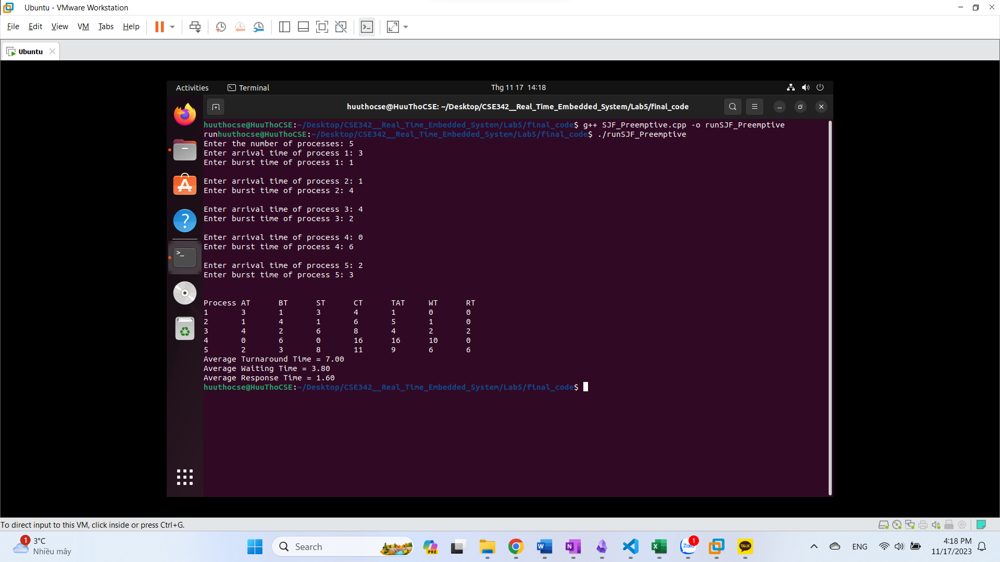 Ubuntu - VMware Workstation
File Edit View VM Tabs Help
Ubuntu
Activities Terminal Thg 11 17 14:18
huuthocse@HuuThoCSE: ~/Desktop/CSE342__Real_Time_Embedded_System/Lab5/final_code
huuthocse@HuuThoCSE:~/Desktop/CSE342__Real_Time_Embedded_System/Lab5/final_code$ g++ SJF_Preemptive.cpp -o runSJF_Preemptive
runhuuthocse@HuuThoCSE:~/Desktop/CSE342__Real_Time_Embedded_System/Lab5/final_code$ ./runSJF_Preemptive
Enter the number of processes: 5
Enter arrival time of process 1: 3
Enter burst time of process 1: 1
Enter arrival time of process 2: 1
Enter burst time of process 2: 4
Enter arrival time of process 3: 4
Enter burst time of process 3: 2
Enter arrival time of process 4: 0
Enter burst time of process 4: 6
Enter arrival time of process 5: 2
Enter burst time of process 5: 3
Process AT BT ST CT TAT WT RT
1 3 1 3 4 1 0 0
2 1 4 1 6 5 1 0
3 4 2 6 8 4 2 2
4 0 6 0 16 16 10 0
5 2 3 8 11 9 6 6
Average Turnaround Time = 7.00
Average Waiting Time = 3.80
Average Response Time = 1.60
huuthocse@HuuThoCSE:~/Desktop/CSE342__Real_Time_Embedded_System/Lab5/final_code$
To direct input to this VM, click inside or press Ctrl+G.
1 3°C
Nhiều mây
Search
PRE
W
N
X
Zalo 1
TALK
ENG
4:18 PM
11/17/2023